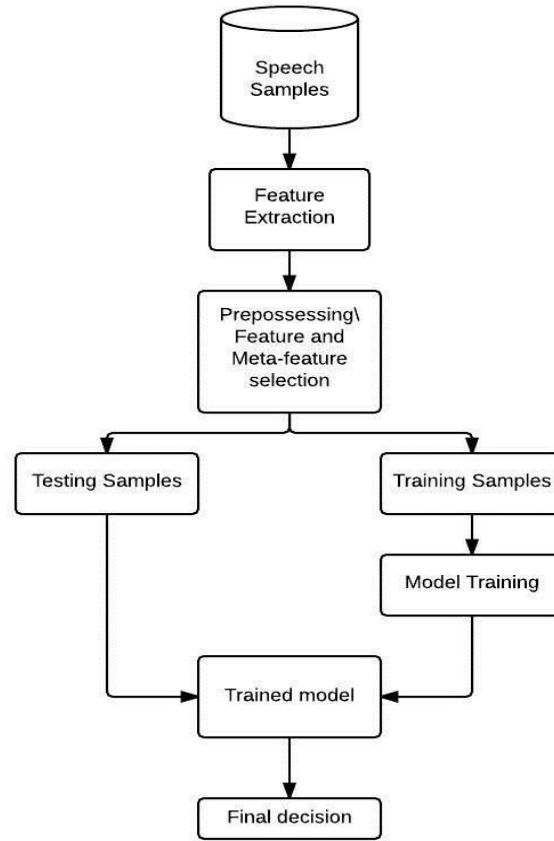 Speech
Samples
Feature
Extraction
Prepossessing\
Feature and
Meta-feature
selection
Testing Samples
Training Samples
Model Training
Trained model
Final decision